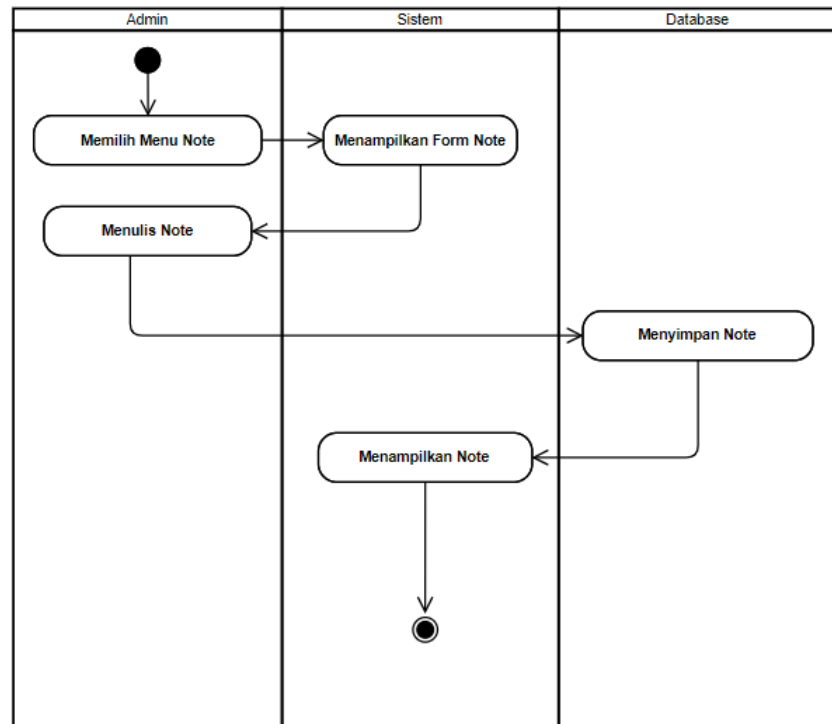 Admin
Sistem
Database
Memilih Menu Note
Menampilkan Form Note
Menulis Note
Menyimpan Note
Menampilkan Note